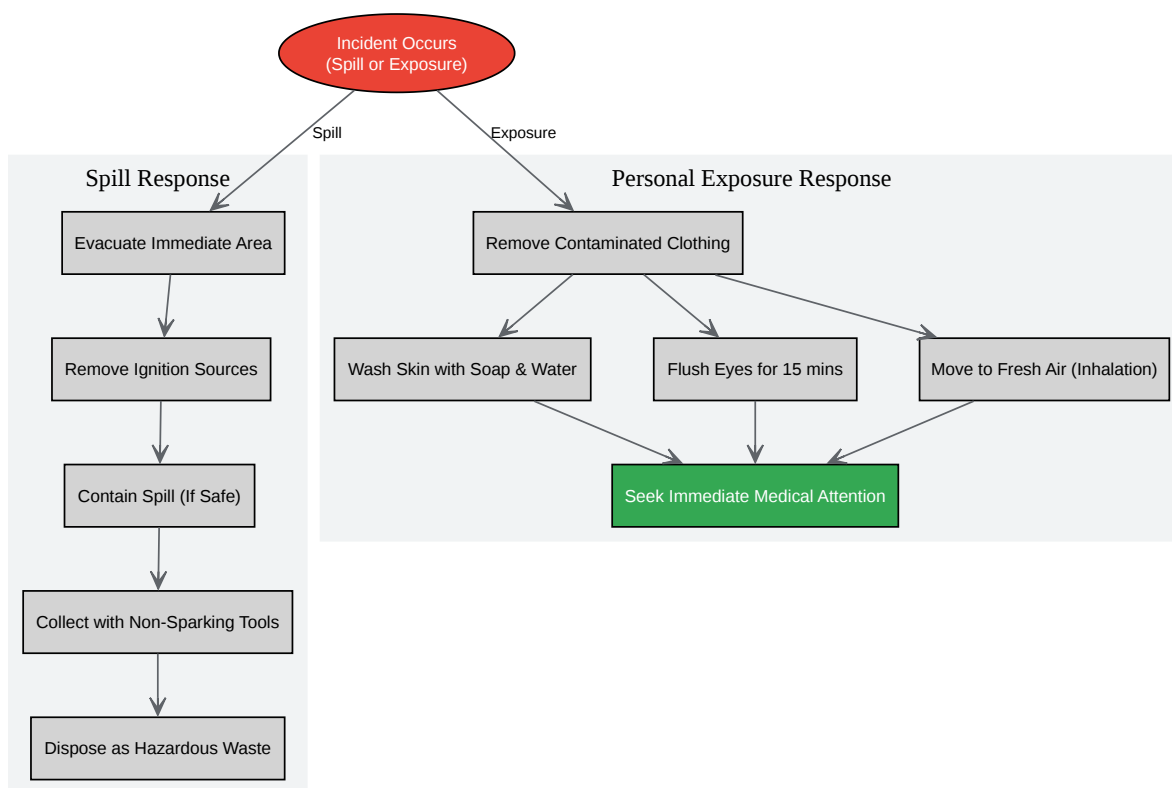 Incident Occurs
(Spill or Exposure)
Spill
Exposure
Spill Response
Evacuate Immediate Area
Remove Ignition Sources
Contain Spill (If Safe)
Collect with Non-Sparking Tools
Dispose as Hazardous Waste
Personal Exposure Response
Remove Contaminated Clothing
Wash Skin with Soap & Water
Flush Eyes for 15 mins
Move to Fresh Air (Inhalation)
Seek Immediate Medical Attention